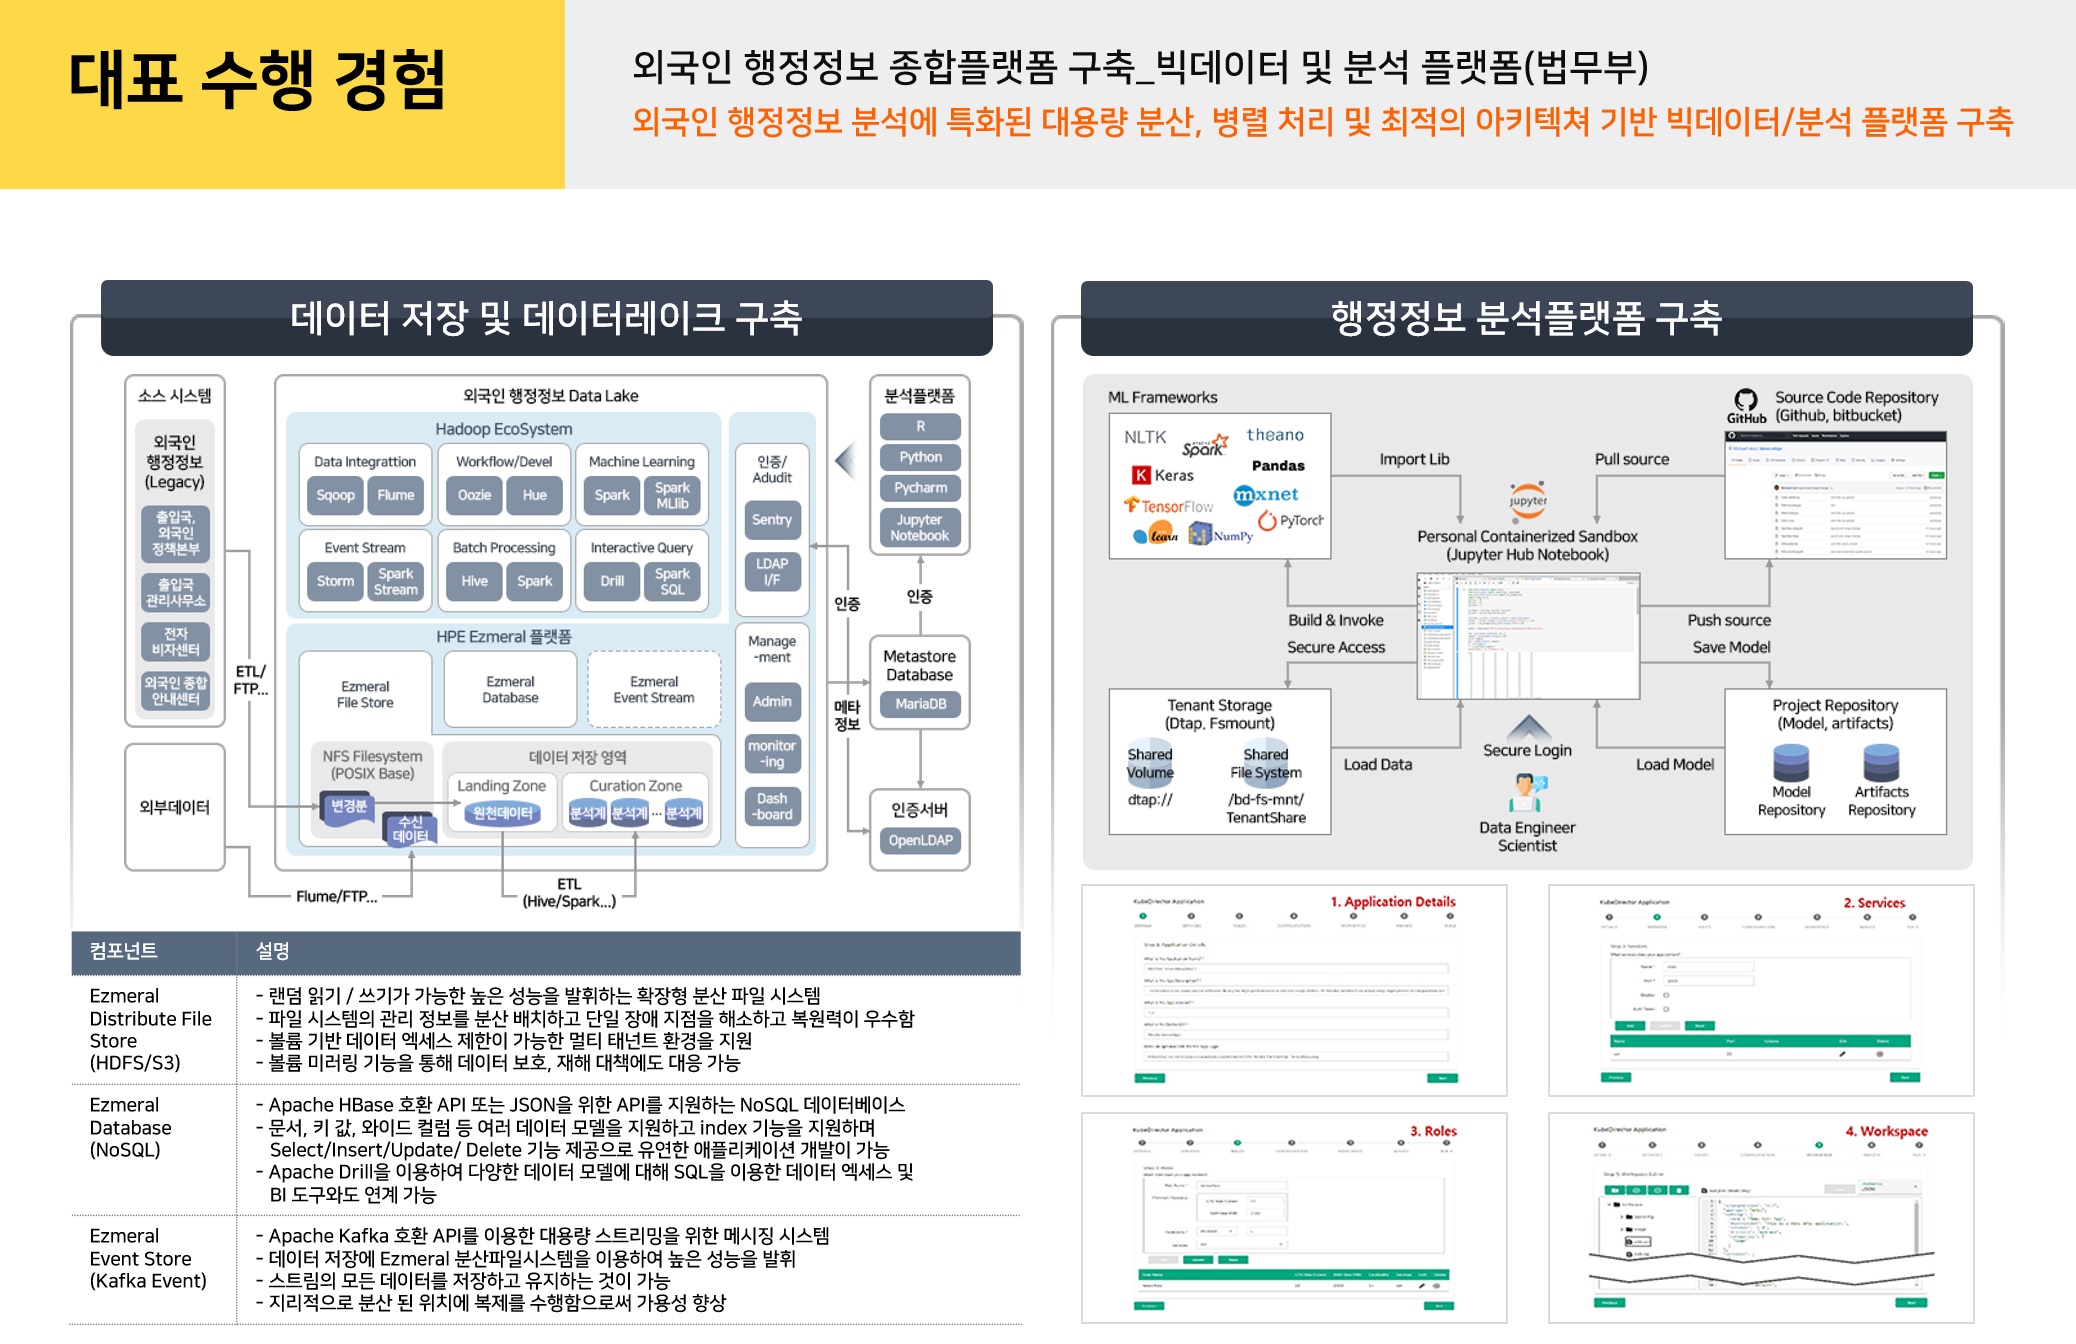 대표 수행 경험
외국인 행정정보 종합플랫폼 구축_빅데이터 및 분석 플랫폼(법무부)
외국인 행정정보 분석에 특화된 대용량 분산, 병렬 처리 및 최적의 아키텍쳐 기반 빅데이터/분석 플랫폼 구축
데이터 저장 및 데이터레이크 구축
소스 시스템
외국인
행정정보
(Legacy)
출입국,
외국인
정책본부
출입국
관리사무소
전자
비자센터
외국인 종합
안내센터
외부데이터
ETL/
FTP...
Flume/FTP...
외국인 행정정보 Data Lake
Hadoop EcoSystem
Data Integrattion
Sqoop
Flume
Workflow/Devel
Oozie
Hue
Machine Learning
Spark
Spark
MLlib
Event Stream
Storm
Spark
Stream
Batch Processing
Hive
Spark
Interactive Query
Drill
Spark
SQL
인증/
Adudit
Sentry
LDAP
I/F
HPE Ezmeral 플랫폼
Ezmeral
File Store
Ezmeral
Database
Ezmeral
Event Stream
NFS Filesystem
(POSIX Base)
변경분
수신
데이터
데이터 저장 영역
Landing Zone
원천데이터
Curation Zone
분석계
분석계
...
분석계
ETL
(Hive/Spark...)
Manage
-ment
Admin
monitor
-ing
Dash
-board
인증
메타
정보
분석플랫폼
R
Python
Pycharm
Jupyter
Notebook
인증
Metastore
Database
MariaDB
인증서버
OpenLDAP
컴포넌트
설명
Ezmeral
Distribute File
Store
(HDFS/S3)
- 랜덤 읽기 / 쓰기가 가능한 높은 성능을 발휘하는 확장형 분산 파일 시스템
- 파일 시스템의 관리 정보를 분산 배치하고 단일 장애 지점을 해소하고 복원력이 우수함
- 볼륨 기반 데이터 엑세스 제한이 가능한 멀티 태넌트 환경을 지원
- 볼륨 미러링 기능을 통해 데이터 보호, 재해 대책에도 대응 가능
Ezmeral
Database
(NoSQL)
- Apache HBase 호환 API 또는 JSON을 위한 API를 지원하는 NoSQL 데이터베이스
- 문서, 키 값, 와이드 컬럼 등 여러 데이터 모델을 지원하고 index 기능을 지원하며
Select/Insert/Update/ Delete 기능 제공으로 유연한 애플리케이션 개발이 가능
- Apache Drill을 이용하여 다양한 데이터 모델에 대해 SQL을 이용한 데이터 엑세스 및
BI 도구와도 연계 가능
Ezmeral
Event Store
(Kafka Event)
- Apache Kafka 호환 API를 이용한 대용량 스트리밍을 위한 메시징 시스템
- 데이터 저장에 Ezmeral 분산파일시스템을 이용하여 높은 성능을 발휘
- 스트림의 모든 데이터를 저장하고 유지하는 것이 가능
- 지리적으로 분산 된 위치에 복제를 수행함으로써 가용성 향상
행정정보 분석플랫폼 구축
ML Frameworks
NLTK
Spark
theano
Keras
Pandas
TensorFlow
mxnet
learn
NumPy
PyTorch
GitHub
Source Code Repository
(Github, bitbucket)
Import Lib
Pull source
jupyter
Personal Containerized Sandbox
(Jupyter Hub Notebook)
Build & Invoke
Push source
Secure Access
Save Model
Tenant Storage
(Dtap, Fsmount)
Shared
Volume
dtap://
Shared
File System
/bd-fs-mnt/
TenantShare
Load Data
Secure Login
Data Engineer
Scientist
Load Model
Project Repository
(Model, artifacts)
Model
Repository
Artifacts
Repository
KubeDirector Application
1. Application Details
KubeDirector Application
2. Services
KubeDirector Application
3. Roles
KubeDirector Application
4. Workspace